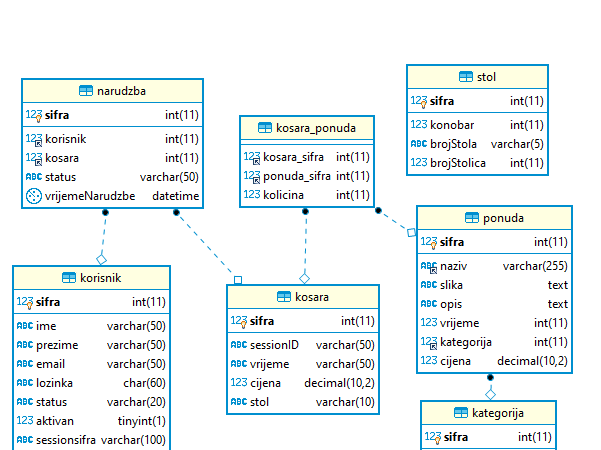 narudzba
123 sifra int(11)
123 korisnik int(11)
123 kosara int(11)
ABC status varchar(50)
vrijemeNarudzbe datetime
kosara_ponuda
123 kosara_sifra int(11)
123 ponuda_sifra int(11)
123 kolicina int(11)
stol
123 sifra int(11)
123 konobar int(11)
ABC brojStola varchar(5)
123 brojStolica int(11)
ponuda
123 sifra int(11)
ABC naziv varchar(255)
ABC slika text
ABC opis text
123 vrijeme int(11)
123 kategorija int(11)
123 cijena decimal(10,2)
korisnik
123 sifra int(11)
ABC ime varchar(50)
ABC prezime varchar(50)
ABC email varchar(50)
ABC lozinka char(60)
ABC status varchar(20)
123 aktivan tinyint(1)
ABC sessionsifra varchar(100)
kosara
123 sifra int(11)
ABC sessionID varchar(50)
ABC vrijeme varchar(50)
123 cijena decimal(10,2)
ABC stol varchar(10)
kategorija
123 sifra int(11)